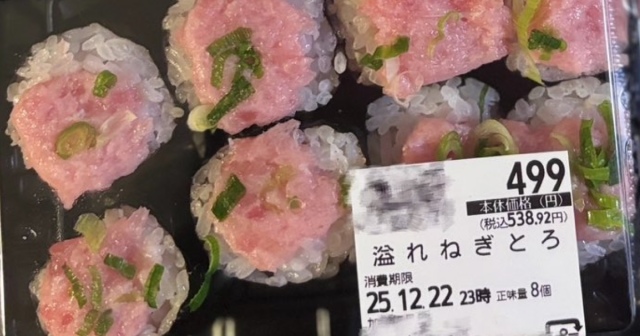 499
本体価格(円)
(税込538.92円)
溢れねぎとろ
消費期限
25.12.22 23時 正味量 8個